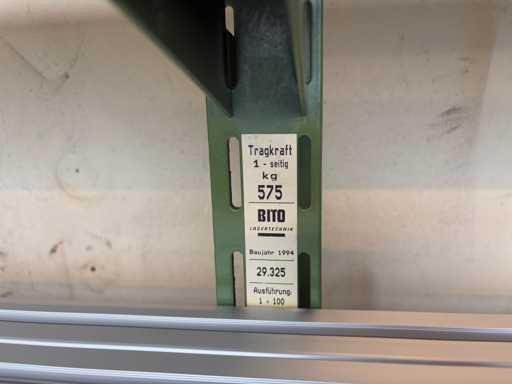 Tragkraft
1 - seitig
kg
575
BITO
LAGERTECHNIK
Baujahr 1994
29.325
Ausführung:
1 - 100